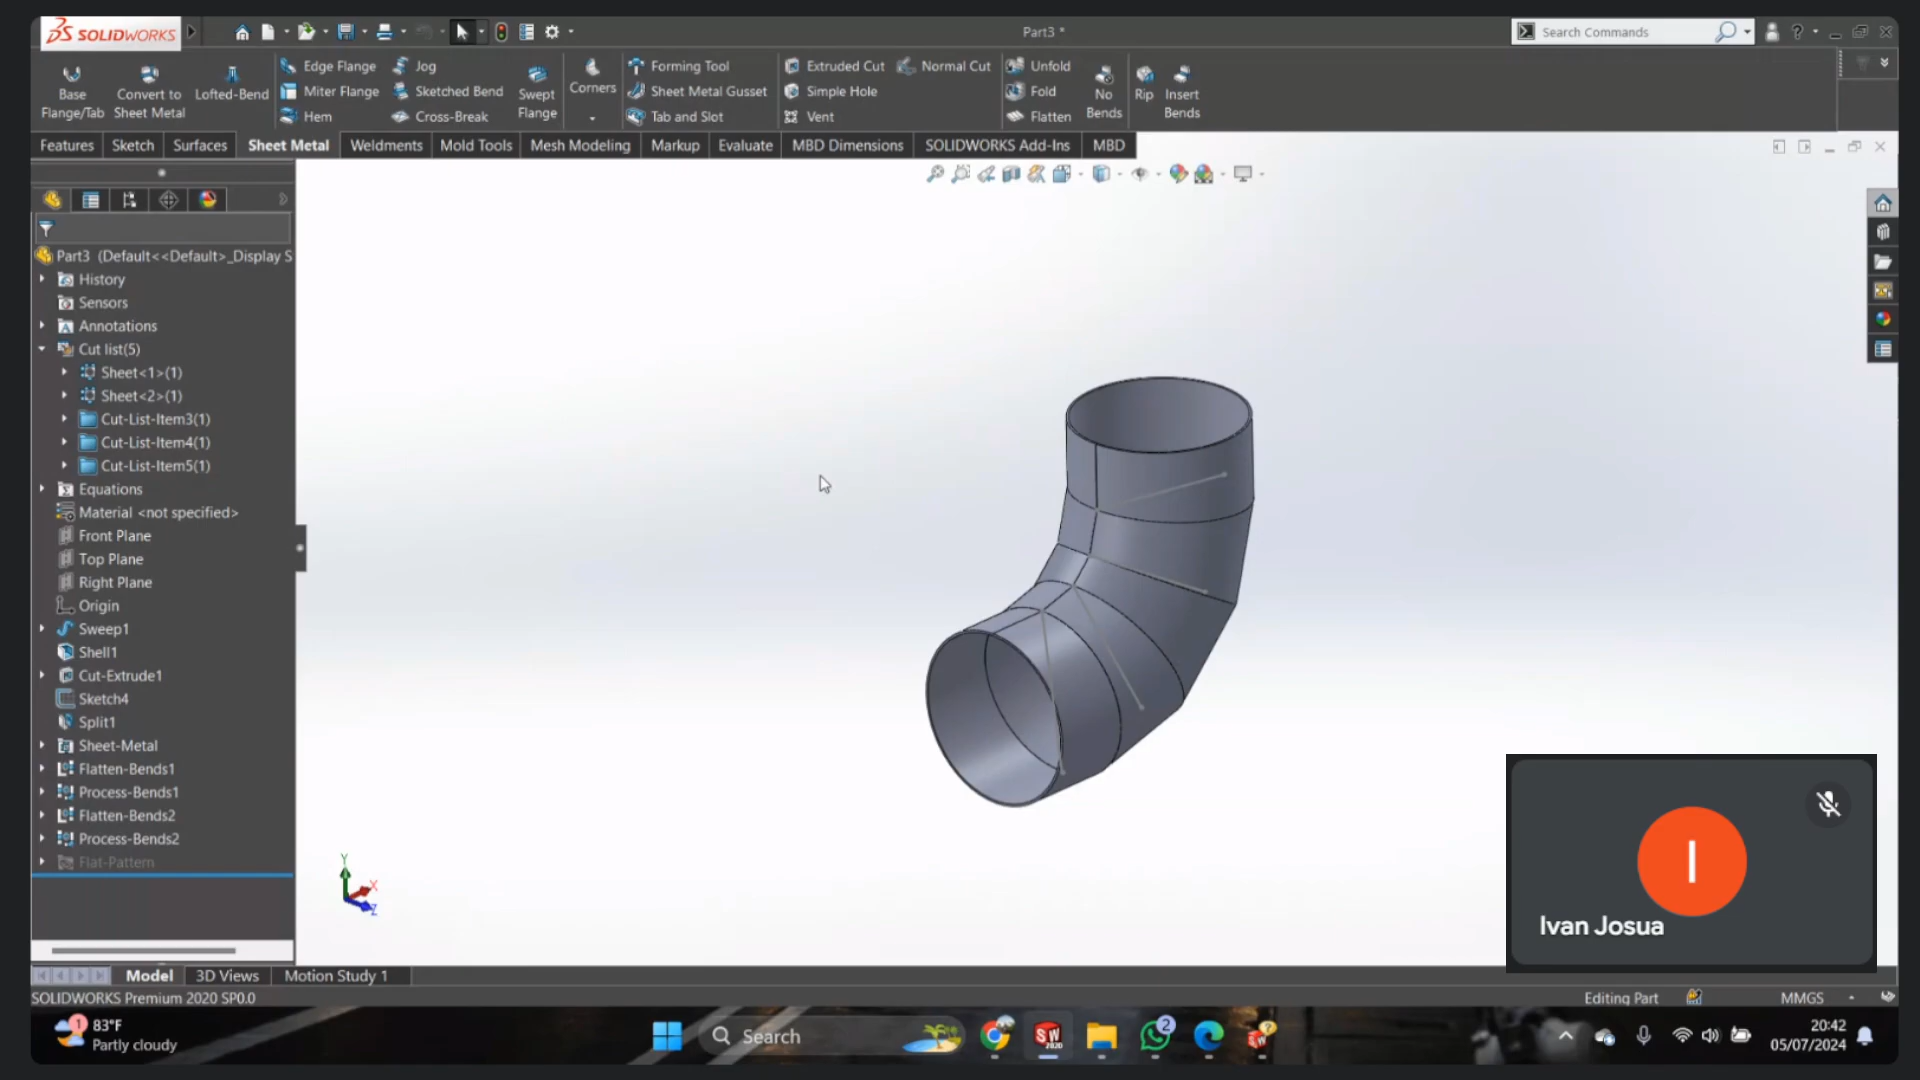 SOLIDWORKS
Part3 *
Search Commands
Base
Flange/Tab
Convert to
Sheet Metal
Lofted-Bend
Edge Flange
Miter Flange
Hem
Jog
Sketched Bend
Cross-Break
Swept
Flange
Corners
Forming Tool
Sheet Metal Gusset
Tab and Slot
Extruded Cut
Simple Hole
Vent
Normal Cut
Unfold
Fold
Flatten
No
Bends
Rip
Insert
Bends
Features Sketch Surfaces Sheet Metal Weldments Mold Tools Mesh Modeling Markup Evaluate MBD Dimensions SOLIDWORKS Add-Ins MBD
Part3 (Default<<Default>_Display S
History
Sensors
Annotations
Cut list(5)
Sheet<1>(1)
Sheet<2>(1)
Cut-List-Item3(1)
Cut-List-Item4(1)
Cut-List-Item5(1)
Equations
Material <not specified>
Front Plane
Top Plane
Right Plane
Origin
Sweep1
Shell1
Cut-Extrude1
Sketch4
Split1
Sheet-Metal
Flatten-Bends1
Process-Bends1
Flatten-Bends2
Process-Bends2
Flat-Pattern
Y
X
Z
I
Ivan Josua
Model 3D Views Motion Study 1
SOLIDWORKS Premium 2020 SP0.0
Editing Part
MMGS
1
83°F
Partly cloudy
Search
SW
2020
2
20:42
05/07/2024